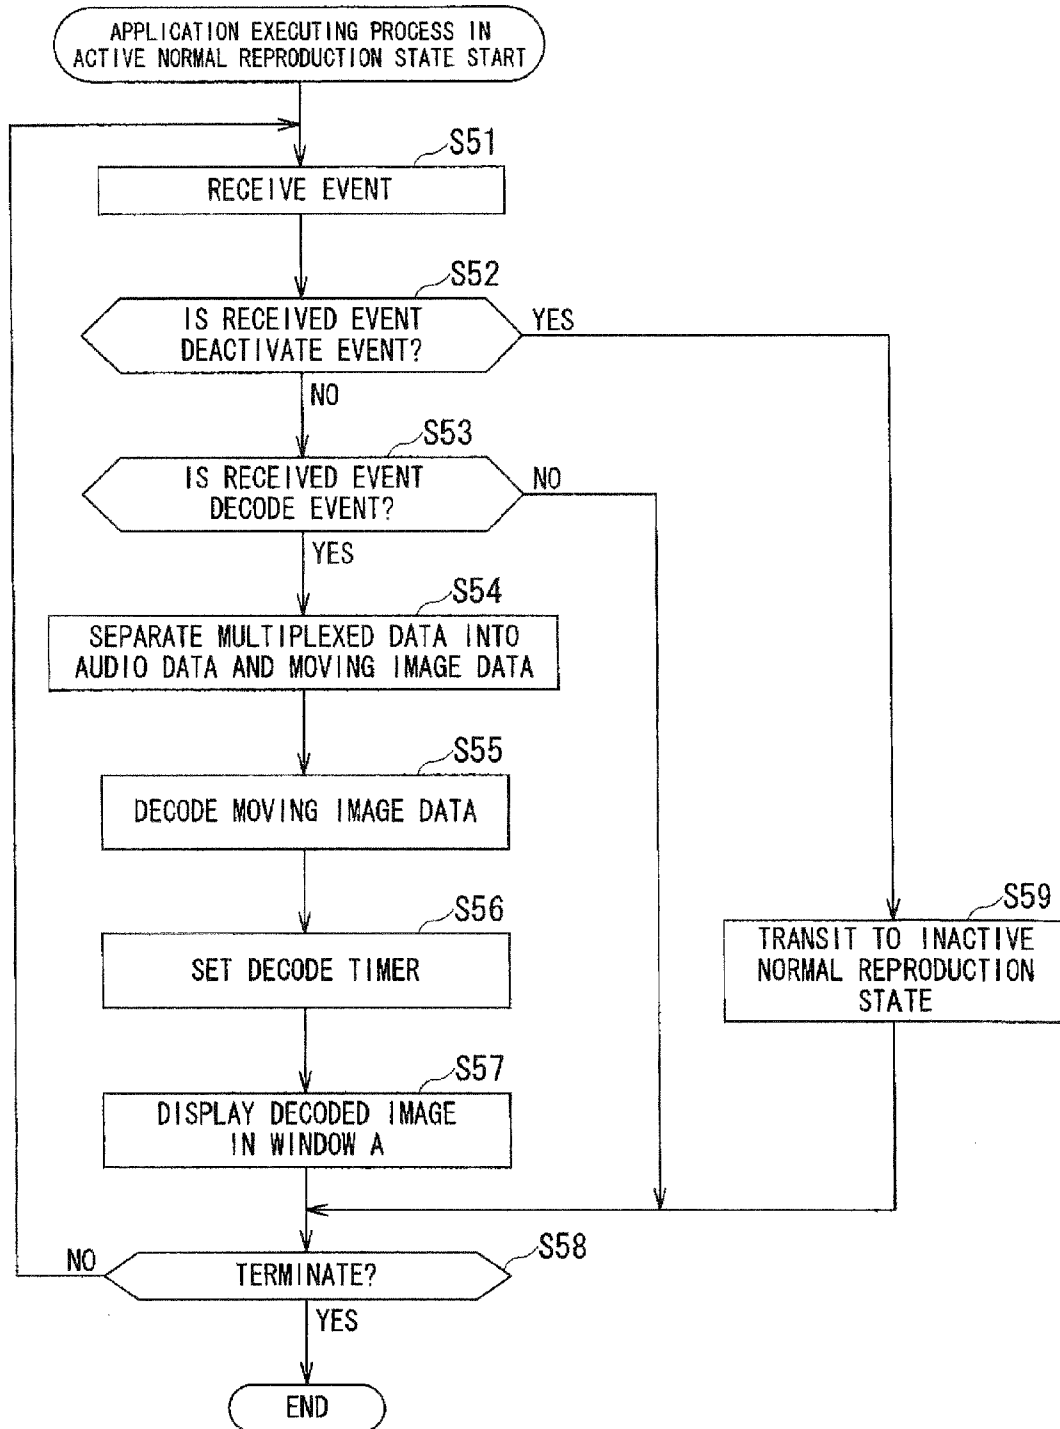 APPLICATION EXECUTING PROCESS IN
ACTIVE NORMAL REPRODUCTION STATE START
S51
RECEIVE EVENT
S52
IS RECEIVED EVENT
DEACTIVATE EVENT?
YES
NO
S53
IS RECEIVED EVENT
DECODE EVENT?
NO
YES
S54
SEPARATE MULTIPLEXED DATA INTO
AUDIO DATA AND MOVING IMAGE DATA
S55
DECODE MOVING IMAGE DATA
S56
SET DECODE TIMER
S59
TRANSIT TO INACTIVE
NORMAL REPRODUCTION
STATE
S57
DISPLAY DECODED IMAGE
IN WINDOW A
S58
TERMINATE?
NO
YES
END